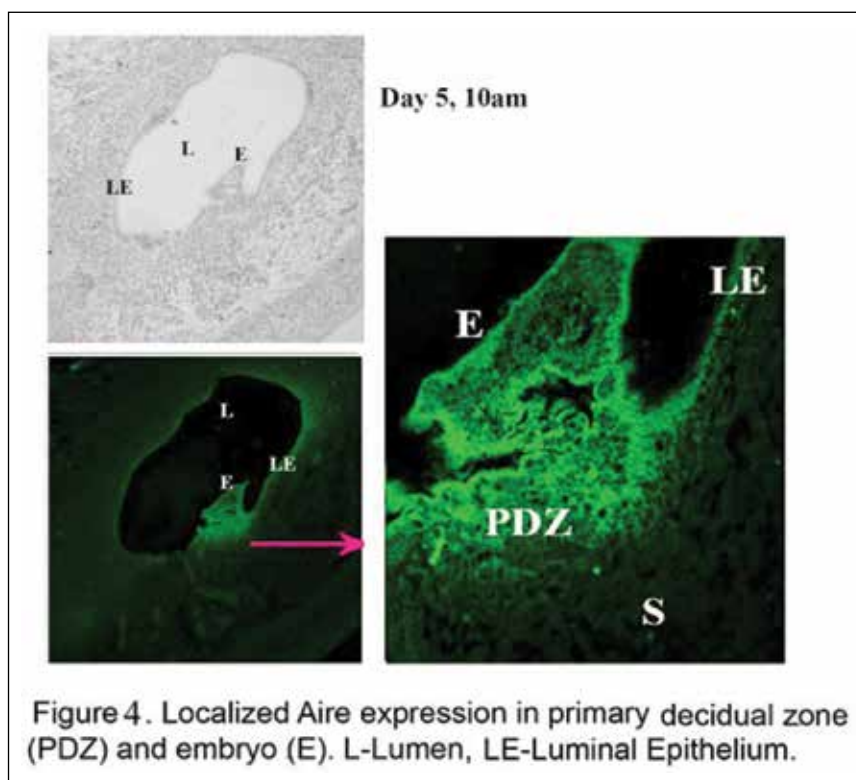 Day 5, 10am
L
E
LE
L
E
LE
E
LE
PDZ
S
Figure 4. Localized Aire expression in primary decidual zone
(PDZ) and embryo (E). L-Lumen, LE-Luminal Epithelium.